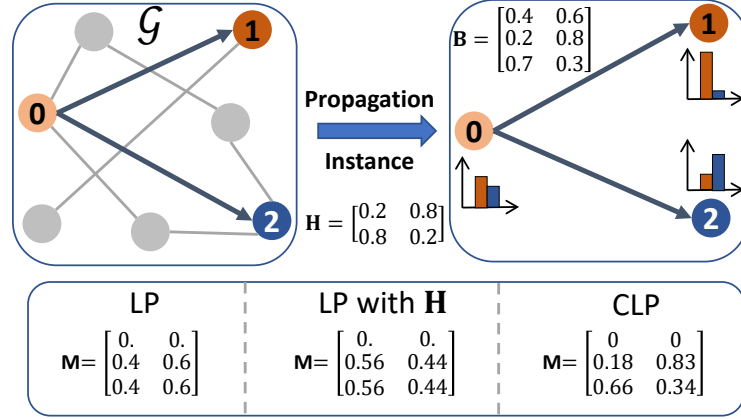 𝒢
1
0
2
Propagation
Instance
H = [0.2 0.8
0.8 0.2]
B = [0.4 0.6
0.2 0.8
0.7 0.3]
1
0
2
LP
M= [0. 0.
0.4 0.6
0.4 0.6]
LP with H
M= [0. 0.
0.56 0.44
0.56 0.44]
CLP
M= [0 0
0.18 0.83
0.66 0.34]